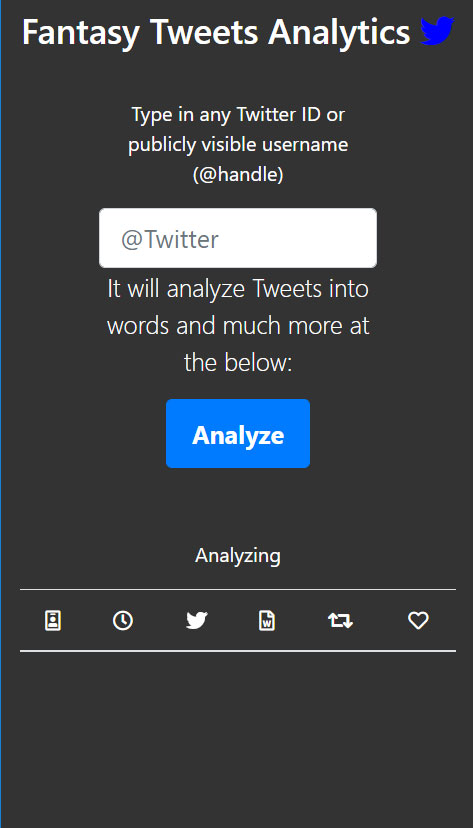 Fantasy Tweets Analytics
Type in any Twitter ID or
publicly visible username
(@handle)
@Twitter
It will analyze Tweets into
words and much more at
the below:
Analyze
Analyzing
W